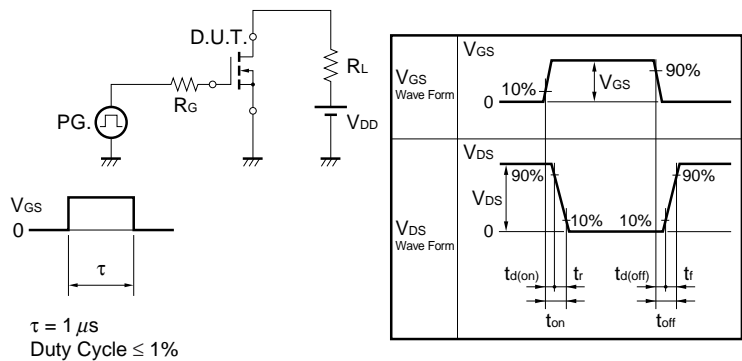 D.U.T.
RL
RG
PG.
VDD
VGS
0
τ
τ = 1 μs
Duty Cycle ≤ 1%
VGS
Wave Form
VGS
10%
VGS
90%
0
VDS
Wave Form
VDS
90%
VDS
10%
10%
90%
0
td(on)
tr
td(off)
tf
ton
toff